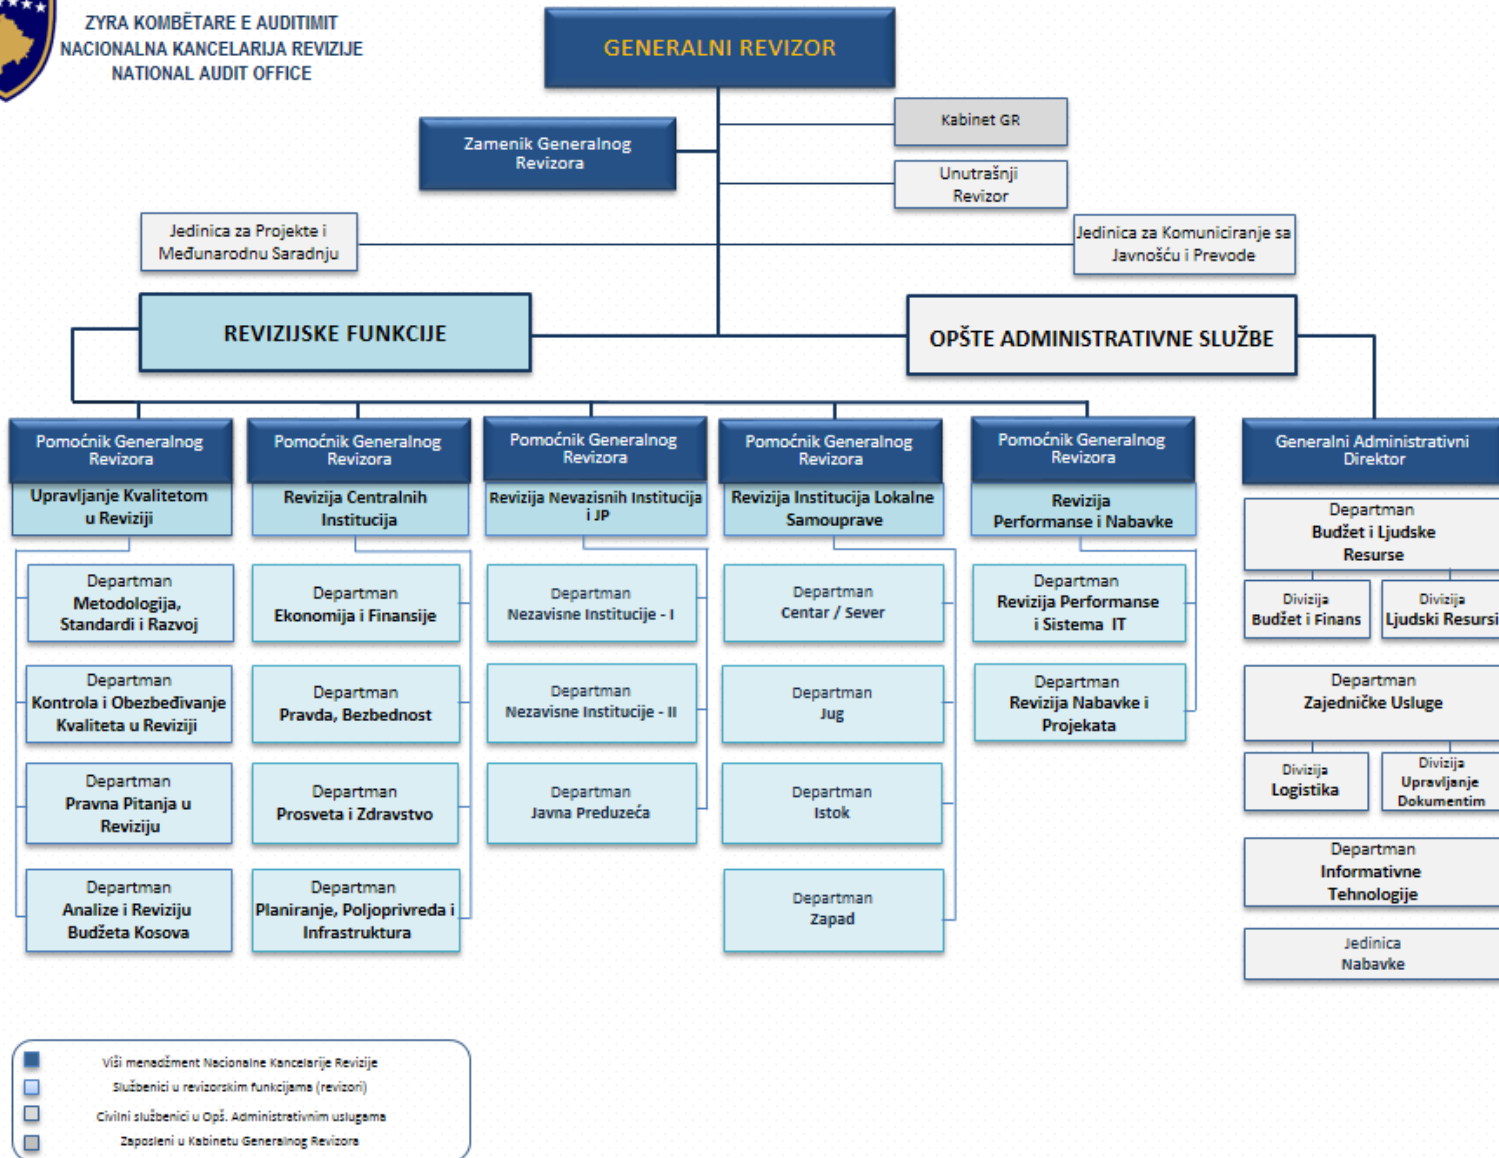 ZYRA KOMBËTARE E AUDITIMIT
NACIONALNA KANCELARIJA REVIZIJE
NATIONAL AUDIT OFFICE
GENERALNI REVIZOR
Kabinet GR
Zamenik Generalnog
Revizora
Unutrašnji
Revizor
Jedinica za Projekte i
Međunarodnu Saradnju
Jedinica za Komuniciranje sa
Javnošću i Prevode
REVIZIJSKE FUNKCIJE
OPŠTE ADMINISTRATIVNE SLUŽBE
Pomoćnik Generalnog
Revizora
Upravljanje Kvalitetom
u Reviziji
Departman
Metodologija,
Standardi i Razvoj
Departman
Kontrola i Obezbeđivanje
Kvaliteta u Reviziji
Departman
Pravna Pitanja u
Reviziju
Departman
Analize i Reviziju
Budžeta Kosova
Pomoćnik Generalnog
Revizora
Revizija Centralnih
Institucija
Departman
Ekonomija i Finansije
Departman
Pravda, Bezbednost
Departman
Prosveta i Zdravstvo
Departman
Planiranje, Poljoprivreda i
Infrastruktura
Pomoćnik Generalnog
Revizora
Revizija Nevazisnih Institucija
i JP
Departman
Nezavisne Institucije - I
Departman
Nezavisne Institucije - II
Departman
Javna Preduzeća
Pomoćnik Generalnog
Revizora
Revizija Institucija Lokalne
Samouprave
Departman
Centar / Sever
Departman
Jug
Departman
Istok
Departman
Zapad
Pomoćnik Generalnog
Revizora
Revizija
Performanse i Nabavke
Departman
Revizija Performanse
i Sistema IT
Departman
Revizija Nabavke i
Projekata
Generalni Administrativni
Direktor
Departman
Budžet i Ljudske
Resurse
Divizija
Budžet i Finans
Divizija
Ljudski Resursi
Departman
Zajedničke Usluge
Divizija
Logistika
Divizija
Upravljanje
Dokumentim
Departman
Informativne
Tehnologije
Jedinica
Nabavke
Viši menadžment Nacionalne Kancelarije Revizije
Službenici u revizorskim funkcijama (revizori)
Civilni službenici u Opš. Administrativnim uslugama
Zaposleni u Kabinetu Generalnog Revizora